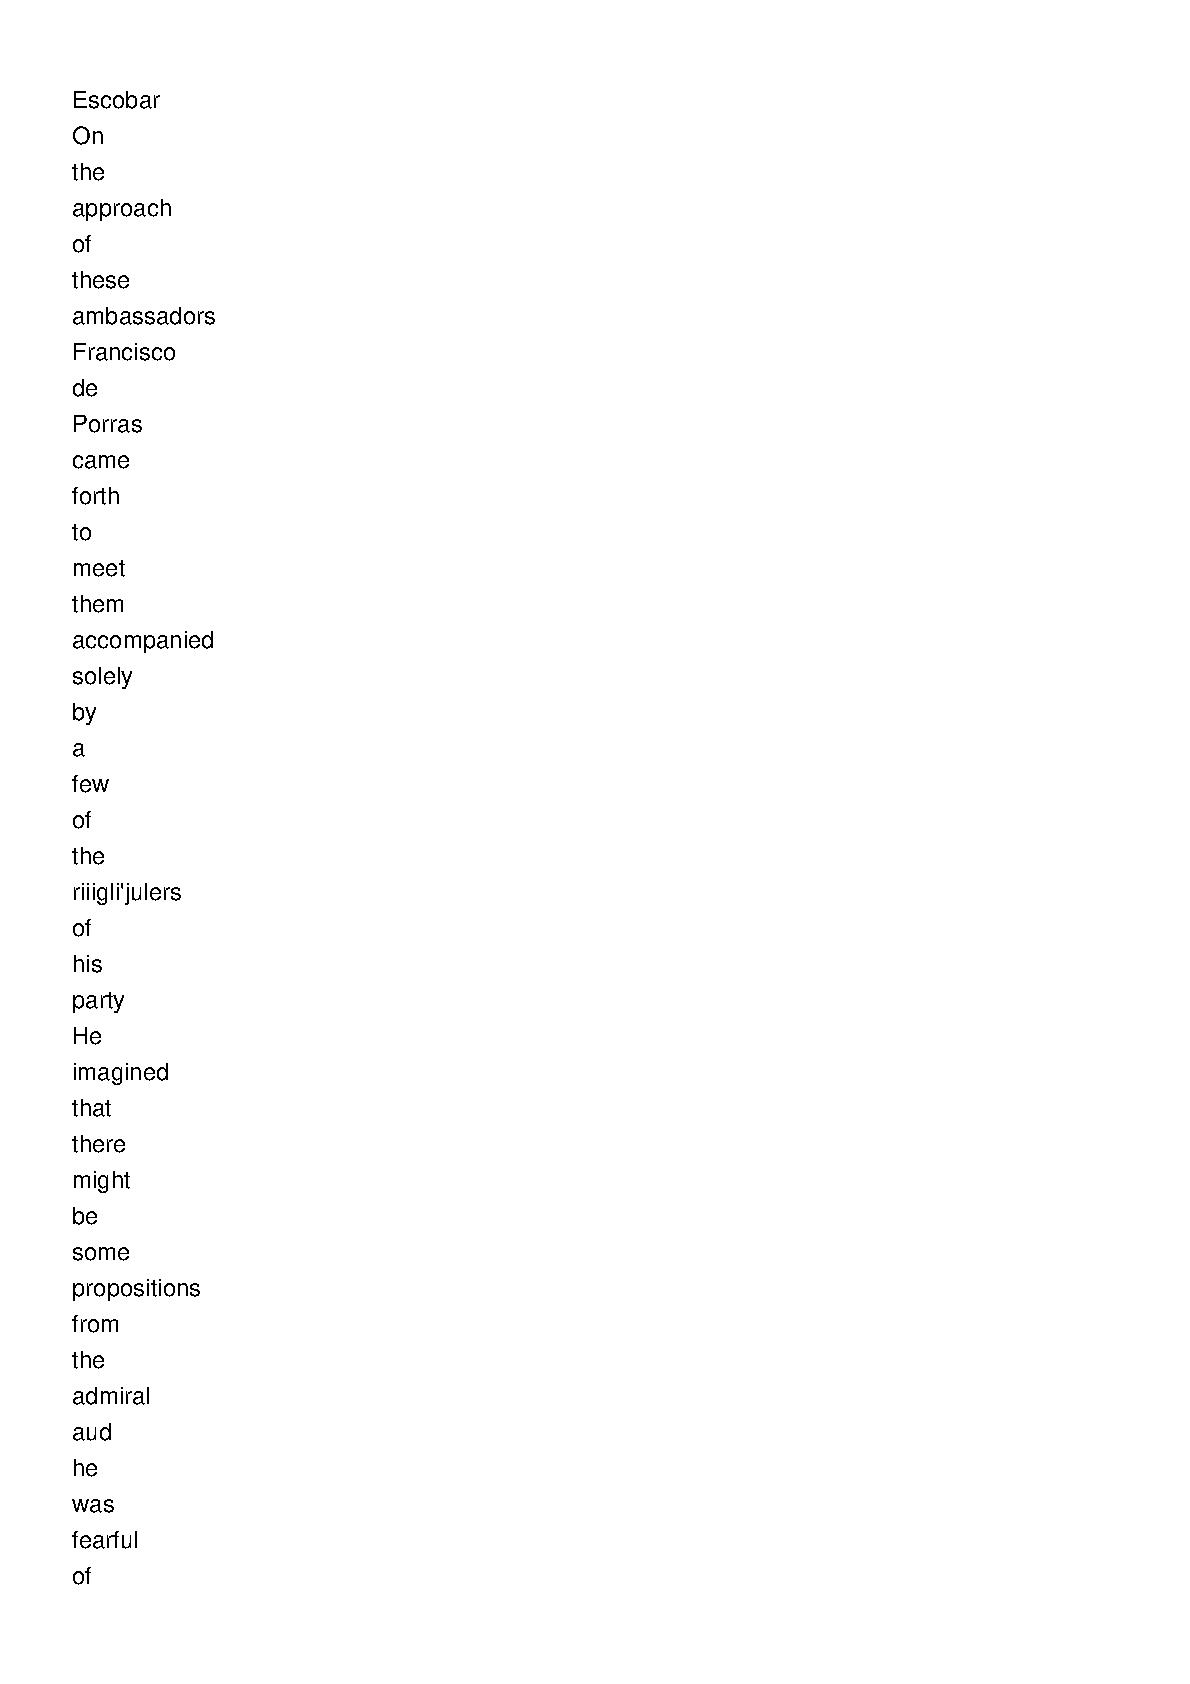 Escobar
On
the
approach
of
these
ambassadors
Francisco
de
Porras
came
forth
to
meet
them
accompanied
solely
by
a
few
of
the
riiigli'julers
of
his
party
He
imagined
that
there
might
be
some
propositions
from
the
admiral
aud
he
was
fearful
of